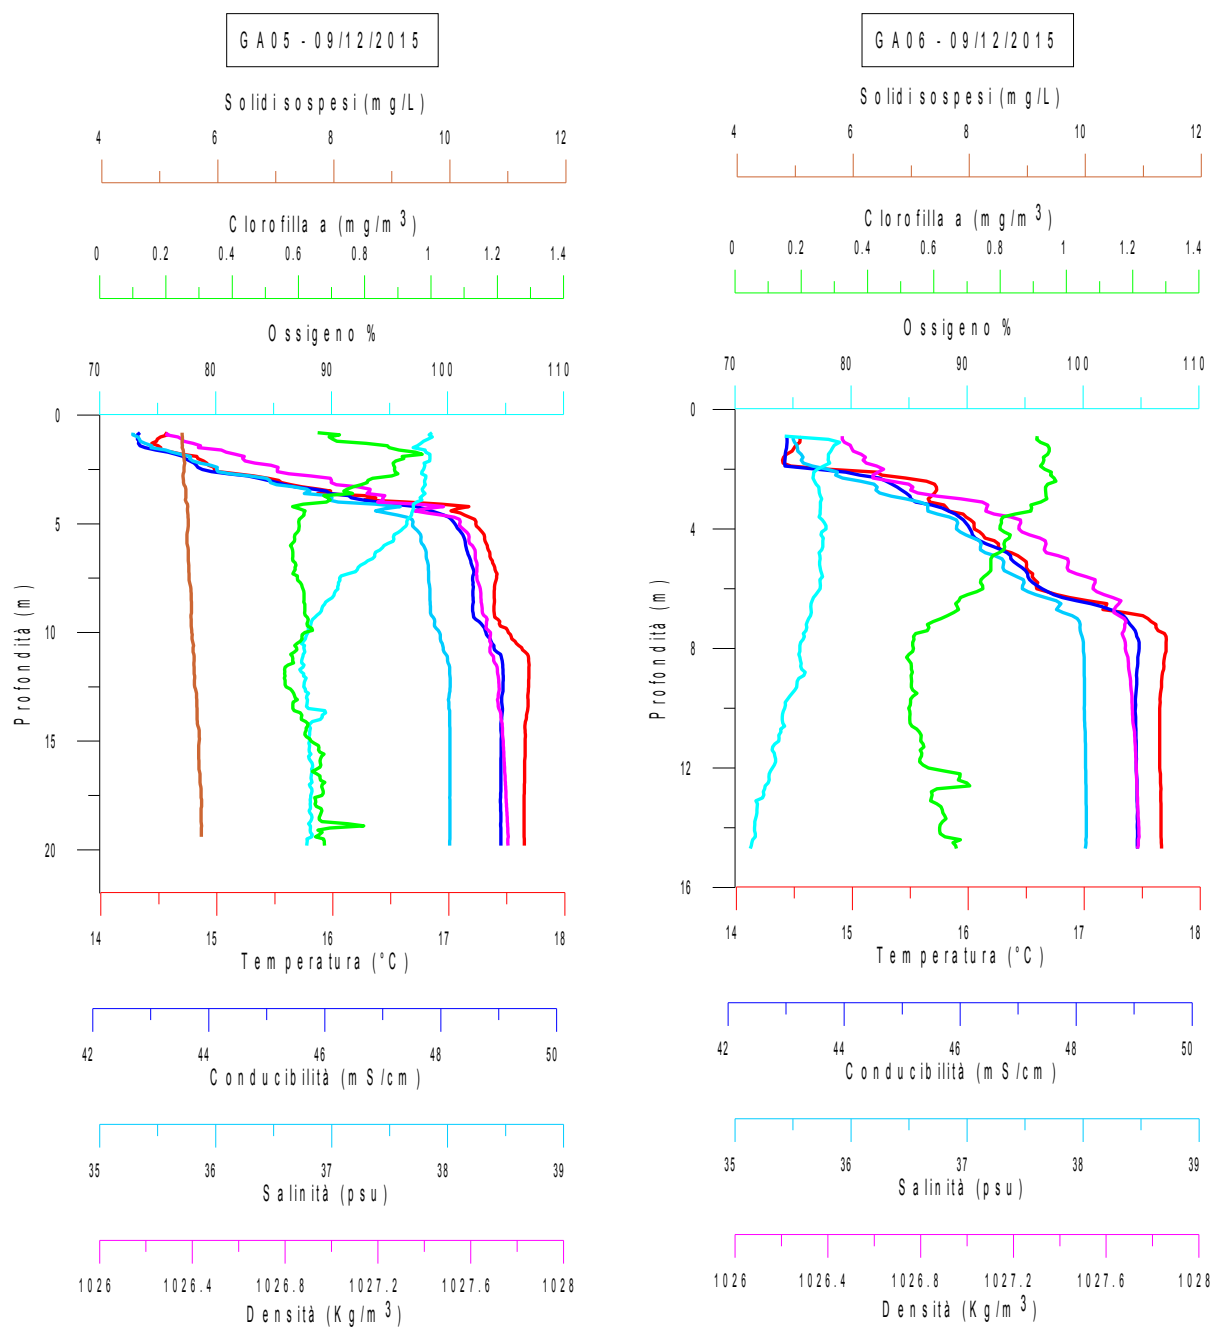 GA05 - 09/12/2015
Solidi sospesi (mg/L)
4 6 8 10 12
Clorofilla a (mg/m³)
0 0.2 0.4 0.6 0.8 1 1.2 1.4
Ossigeno %
70 80 90 100 110
0
5
10
15
20
Profondità (m)
14 15 16 17 18
Temperatura (°C)
42 44 46 48 50
Conducibilità (mS/cm)
35 36 37 38 39
Salinità (psu)
1026 1026.4 1026.8 1027.2 1027.6 1028
Densità (Kg/m³)
GA06 - 09/12/2015
Solidi sospesi (mg/L)
4 6 8 10 12
Clorofilla a (mg/m³)
0 0.2 0.4 0.6 0.8 1 1.2 1.4
Ossigeno %
70 80 90 100 110
0
4
8
12
16
Profondità (m)
14 15 16 17 18
Temperatura (°C)
42 44 46 48 50
Conducibilità (mS/cm)
35 36 37 38 39
Salinità (psu)
1026 1026.4 1026.8 1027.2 1027.6 1028
Densità (Kg/m³)